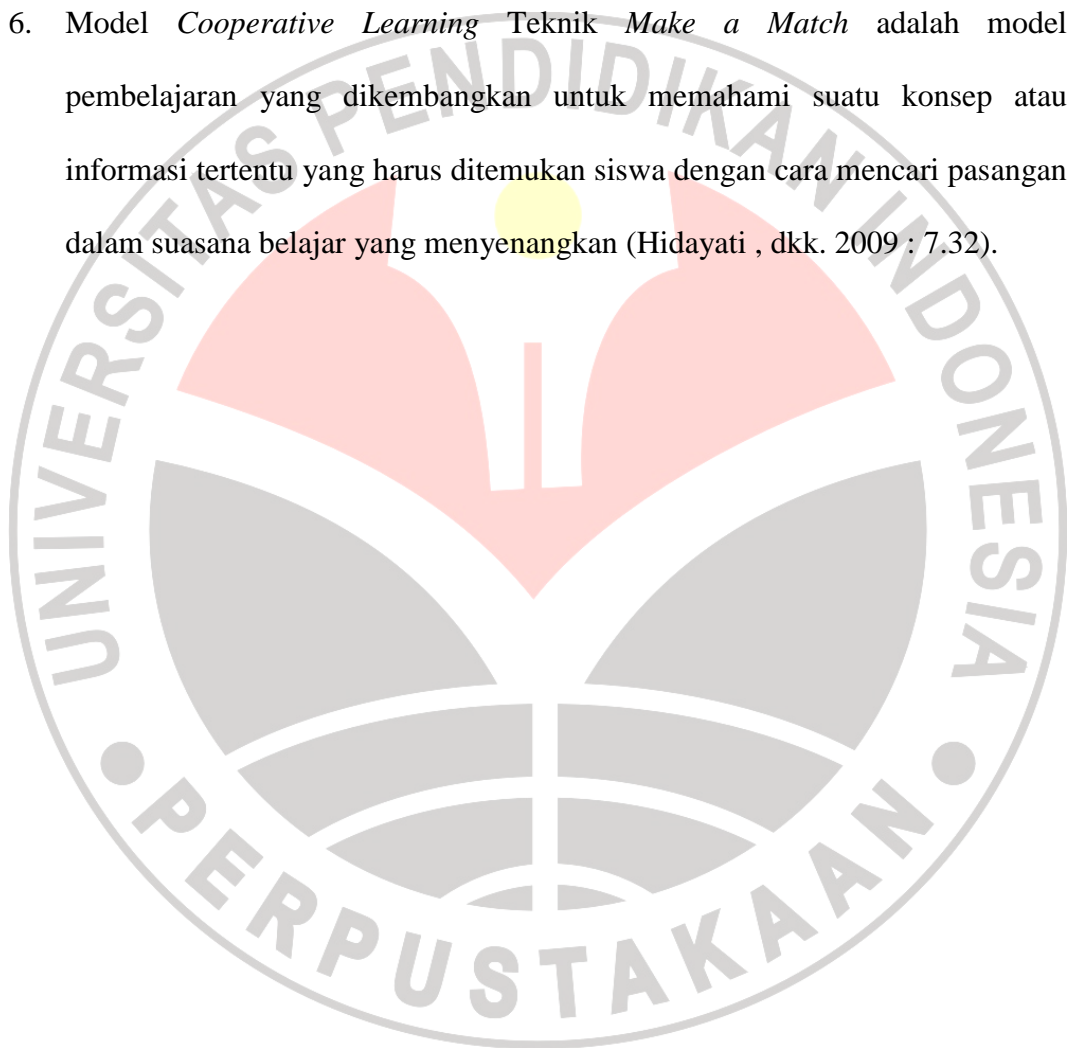 6. Model Cooperative Learning Teknik Make a Match adalah model
pembelajaran yang dikembangkan untuk memahami suatu konsep atau
informasi tertentu yang harus ditemukan siswa dengan cara mencari pasangan
dalam suasana belajar yang menyenangkan (Hidayati , dkk. 2009 : 7.32).
UNIVERSITAS PENDIDIKAN INDONESIA
PERPUSTAKAAN